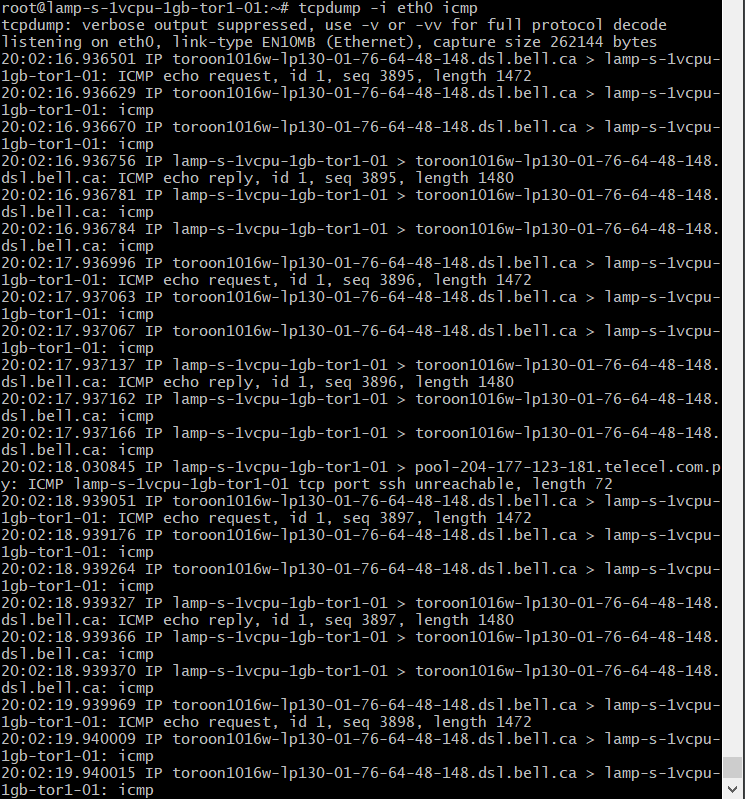 root@lamp-s-1vcpu-1gb-tor1-01:~# tcpdump -i eth0 icmp
tcpdump: verbose output suppressed, use -v or -vv for full protocol decode
listening on eth0, link-type EN10MB (Ethernet), capture size 262144 bytes
20:02:16.936501 IP toroon1016w-lp130-01-76-64-48-148.dsl.bell.ca > lamp-s-1vcpu-
1gb-tor1-01: ICMP echo request, id 1, seq 3895, length 1472
20:02:16.936629 IP toroon1016w-lp130-01-76-64-48-148.dsl.bell.ca > lamp-s-1vcpu-
1gb-tor1-01: icmp
20:02:16.936670 IP toroon1016w-lp130-01-76-64-48-148.dsl.bell.ca > lamp-s-1vcpu-
1gb-tor1-01: icmp
20:02:16.936756 IP lamp-s-1vcpu-1gb-tor1-01 > toroon1016w-lp130-01-76-64-48-148.
dsl.bell.ca: ICMP echo reply, id 1, seq 3895, length 1480
20:02:16.936781 IP lamp-s-1vcpu-1gb-tor1-01 > toroon1016w-lp130-01-76-64-48-148.
dsl.bell.ca: icmp
20:02:16.936784 IP lamp-s-1vcpu-1gb-tor1-01 > toroon1016w-lp130-01-76-64-48-148.
dsl.bell.ca: icmp
20:02:17.936996 IP toroon1016w-lp130-01-76-64-48-148.dsl.bell.ca > lamp-s-1vcpu-
1gb-tor1-01: ICMP echo request, id 1, seq 3896, length 1472
20:02:17.937063 IP toroon1016w-lp130-01-76-64-48-148.dsl.bell.ca > lamp-s-1vcpu-
1gb-tor1-01: icmp
20:02:17.937067 IP toroon1016w-lp130-01-76-64-48-148.dsl.bell.ca > lamp-s-1vcpu-
1gb-tor1-01: icmp
20:02:17.937137 IP lamp-s-1vcpu-1gb-tor1-01 > toroon1016w-lp130-01-76-64-48-148.
dsl.bell.ca: ICMP echo reply, id 1, seq 3896, length 1480
20:02:17.937162 IP lamp-s-1vcpu-1gb-tor1-01 > toroon1016w-lp130-01-76-64-48-148.
dsl.bell.ca: icmp
20:02:17.937166 IP lamp-s-1vcpu-1gb-tor1-01 > toroon1016w-lp130-01-76-64-48-148.
dsl.bell.ca: icmp
20:02:18.030845 IP lamp-s-1vcpu-1gb-tor1-01 > pool-204-177-123-181.telecel.com.p
y: ICMP lamp-s-1vcpu-1gb-tor1-01 tcp port ssh unreachable, length 72
20:02:18.939051 IP toroon1016w-lp130-01-76-64-48-148.dsl.bell.ca > lamp-s-1vcpu-
1gb-tor1-01: ICMP echo request, id 1, seq 3897, length 1472
20:02:18.939176 IP toroon1016w-lp130-01-76-64-48-148.dsl.bell.ca > lamp-s-1vcpu-
1gb-tor1-01: icmp
20:02:18.939264 IP toroon1016w-lp130-01-76-64-48-148.dsl.bell.ca > lamp-s-1vcpu-
1gb-tor1-01: icmp
20:02:18.939327 IP lamp-s-1vcpu-1gb-tor1-01 > toroon1016w-lp130-01-76-64-48-148.
dsl.bell.ca: ICMP echo reply, id 1, seq 3897, length 1480
20:02:18.939366 IP lamp-s-1vcpu-1gb-tor1-01 > toroon1016w-lp130-01-76-64-48-148.
dsl.bell.ca: icmp
20:02:18.939370 IP lamp-s-1vcpu-1gb-tor1-01 > toroon1016w-lp130-01-76-64-48-148.
dsl.bell.ca: icmp
20:02:19.939969 IP toroon1016w-lp130-01-76-64-48-148.dsl.bell.ca > lamp-s-1vcpu-
1gb-tor1-01: ICMP echo request, id 1, seq 3898, length 1472
20:02:19.940009 IP toroon1016w-lp130-01-76-64-48-148.dsl.bell.ca > lamp-s-1vcpu-
1gb-tor1-01: icmp
20:02:19.940015 IP toroon1016w-lp130-01-76-64-48-148.dsl.bell.ca > lamp-s-1vcpu-
1gb-tor1-01: icmp